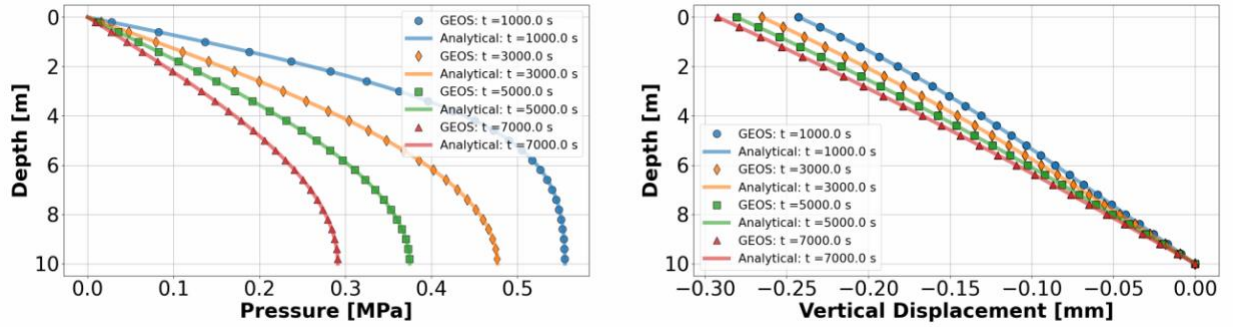 0
2
4
6
8
10
Depth [m]
GEOS: t =1000.0 s
Analytical: t =1000.0 s
GEOS: t =3000.0 s
Analytical: t =3000.0 s
GEOS: t =5000.0 s
Analytical: t =5000.0 s
GEOS: t =7000.0 s
Analytical: t =7000.0 s
0.0 0.1 0.2 0.3 0.4 0.5
Pressure [MPa]
0
2
4
6
8
10
Depth [m]
GEOS: t =1000.0 s
Analytical: t =1000.0 s
GEOS: t =3000.0 s
Analytical: t =3000.0 s
GEOS: t =5000.0 s
Analytical: t =5000.0 s
GEOS: t =7000.0 s
Analytical: t =7000.0 s
−0.30 −0.25 −0.20 −0.15 −0.10 −0.05 0.00
Vertical Displacement [mm]